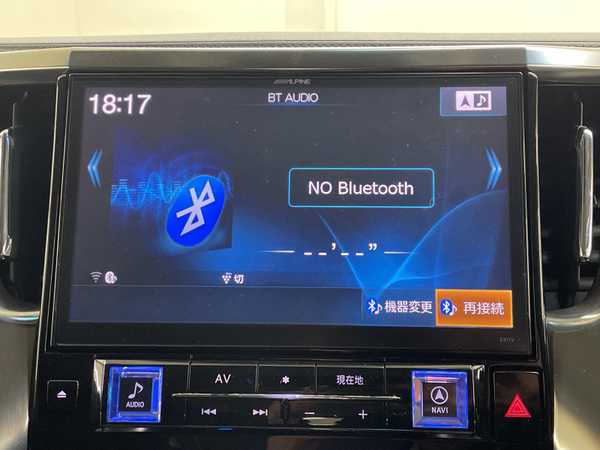 ALPINE
BT AUDIO
18:17
NO Bluetooth
--'--”
切
機器変更
再接続
AV
✱
現在地
AUDIO
NAVI